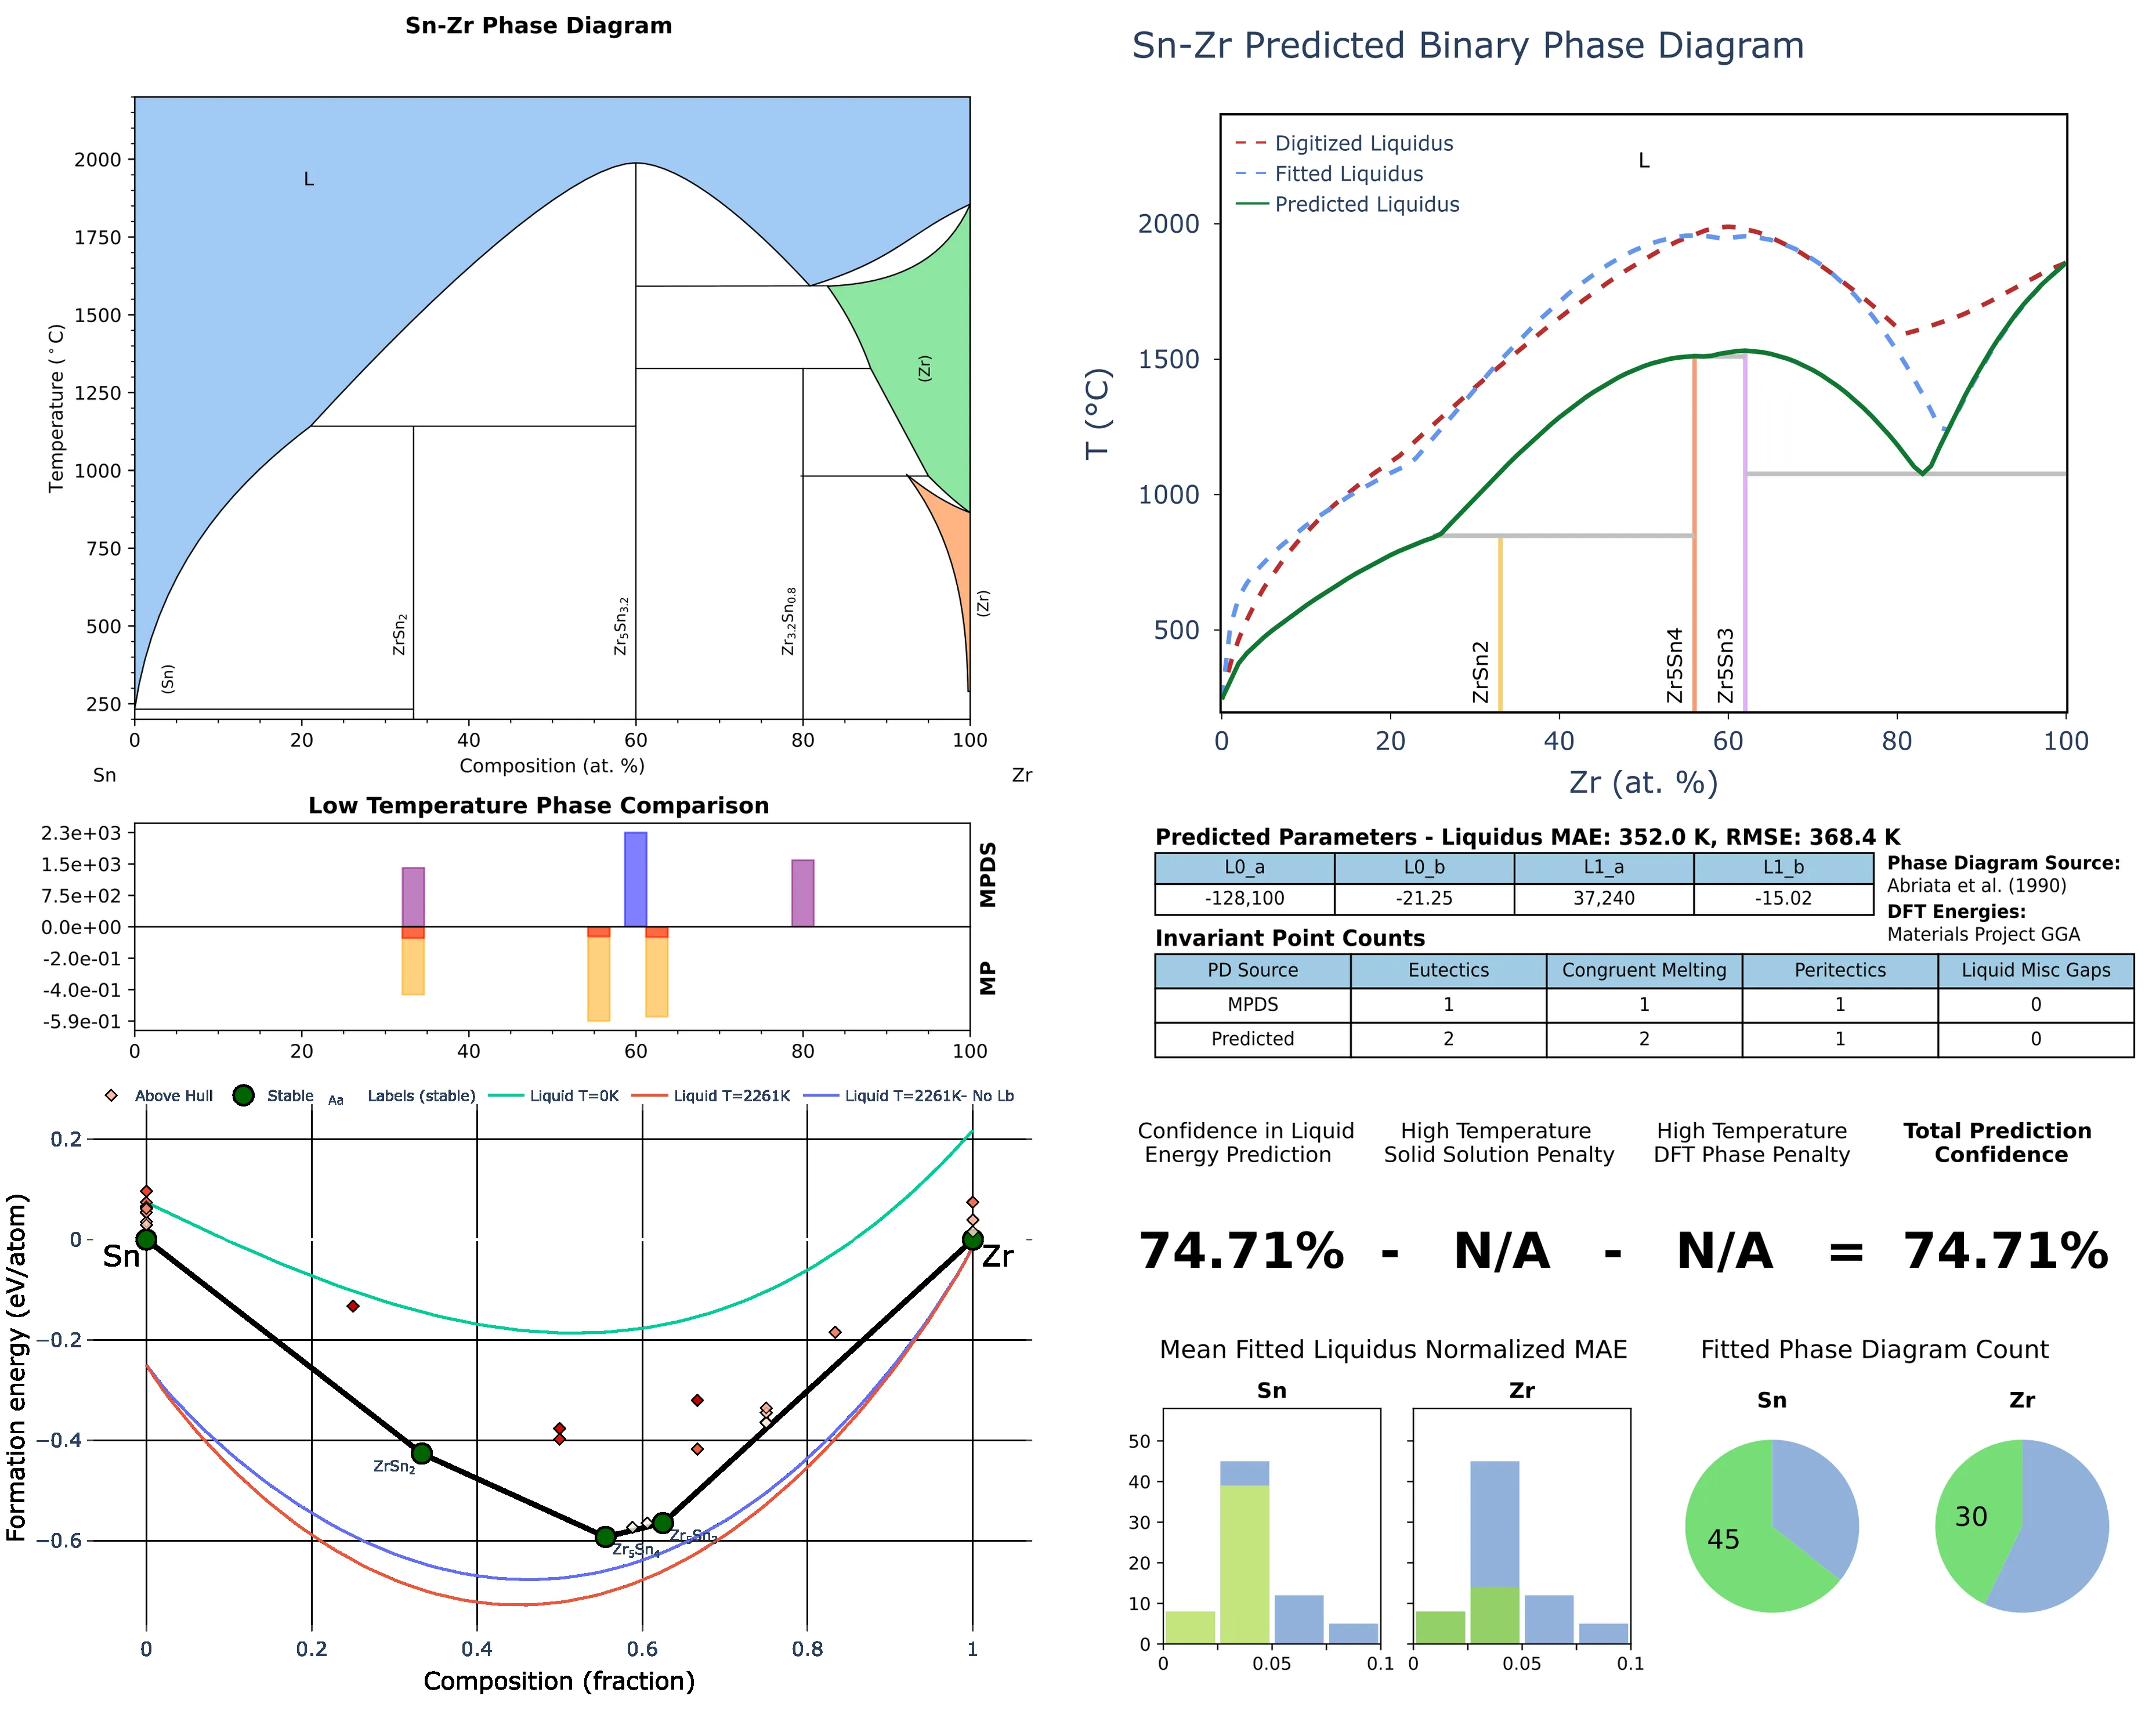 Sn-Zr Phase Diagram
Temperature (°C)
2000
1750
1500
1250
1000
750
500
250
L
(Sn)
ZrSn2
Zr5Sn3.2
Zr3.2Sn0.8
(Zr)
(Zr)
0 20 40 60 80 100
Composition (at. %)
Sn Zr
Low Temperature Phase Comparison
2.3e+03
1.5e+03
7.5e+02
0.0e+00
-2.0e-01
-4.0e-01
-5.9e-01
MPDS
MP
0 20 40 60 80 100
Above Hull Stable Aa Labels (stable) Liquid T=0K Liquid T=2261K Liquid T=2261K- No Lb
Formation energy (eV/atom)
0.2
0
−0.2
−0.4
−0.6
Sn
Zr
ZrSn2
Zr5Sn4
Zr5Sn3
0 0.2 0.4 0.6 0.8 1
Composition (fraction)
Sn-Zr Predicted Binary Phase Diagram
Digitized Liquidus
Fitted Liquidus
Predicted Liquidus
L
T (°C)
2000
1500
1000
500
ZrSn2
Zr5Sn4
Zr5Sn3
0 20 40 60 80 100
Zr (at. %)
Predicted Parameters - Liquidus MAE: 352.0 K, RMSE: 368.4 K
L0_a L0_b L1_a L1_b
-128,100 -21.25 37,240 -15.02
Phase Diagram Source:
Abriata et al. (1990)
DFT Energies:
Materials Project GGA
Invariant Point Counts
PD Source Eutectics Congruent Melting Peritectics Liquid Misc Gaps
MPDS 1 1 1 0
Predicted 2 2 1 0
Confidence in Liquid
Energy Prediction
High Temperature
Solid Solution Penalty
High Temperature
DFT Phase Penalty
Total Prediction
Confidence
74.71% - N/A - N/A = 74.71%
Mean Fitted Liquidus Normalized MAE
Sn
Zr
50
40
30
20
10
0
0 0.05 0.1
0 0.05 0.1
Fitted Phase Diagram Count
Sn
Zr
45
30